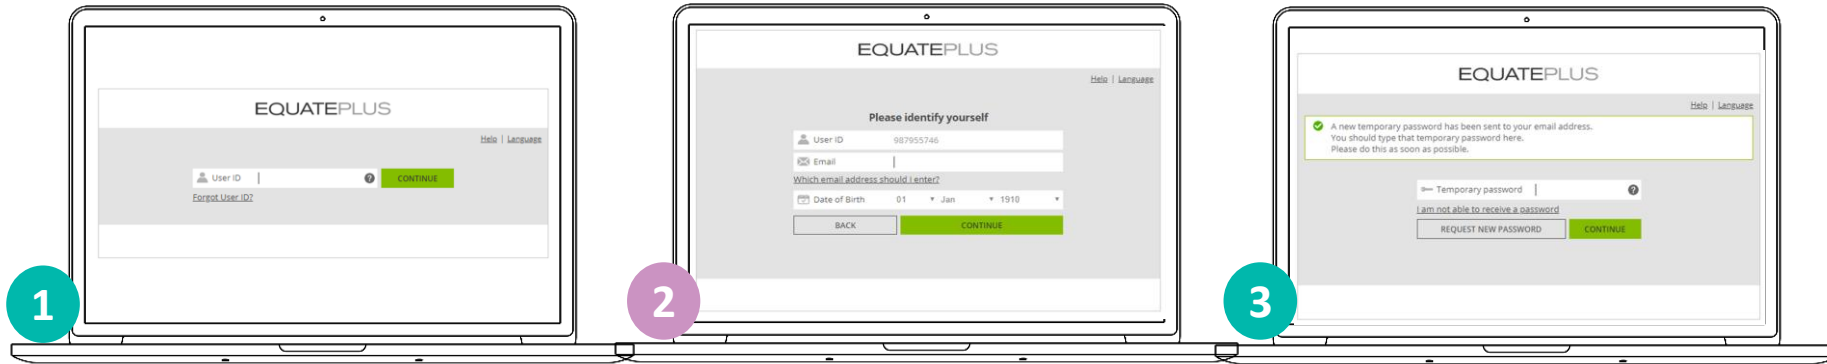 EQUATEPLUS
Help | Language
User ID
?
CONTINUE
Forgot User ID?
1
EQUATEPLUS
Help | Language
Please identify yourself
User ID 987955746
Email
Which email address should I enter?
Date of Birth 01 Jan 1910
BACK CONTINUE
2
EQUATEPLUS
Help | Language
A new temporary password has been sent to your email address.
You should type that temporary password here.
Please do this as soon as possible.
Temporary password ?
I am not able to receive a password
REQUEST NEW PASSWORD CONTINUE
3